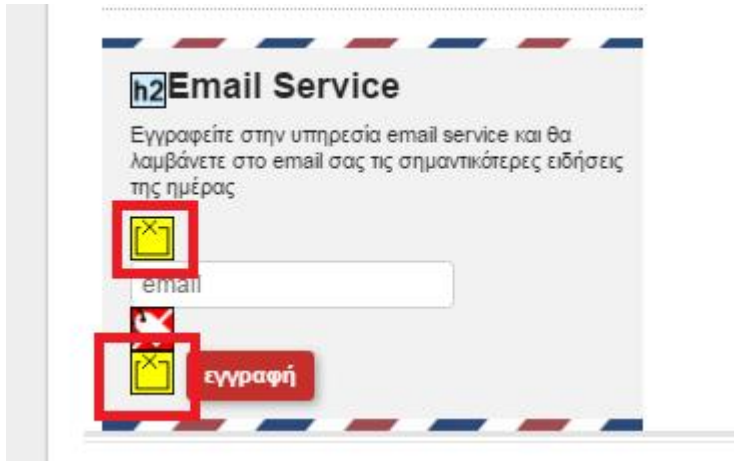 h2 Email Service
Εγγραφείτε στην υπηρεσία email service και θα
λαμβάνετε στο email σας τις σημαντικότερες ειδήσεις
της ημέρας
email
εγγραφή